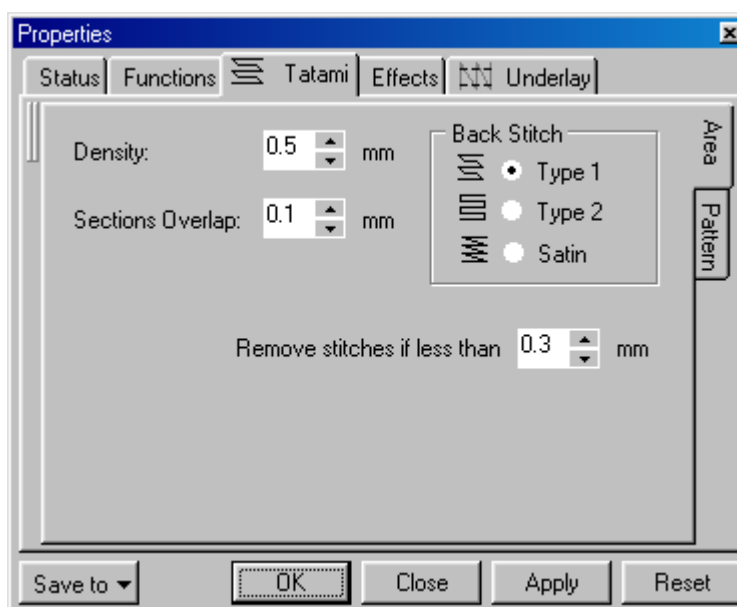 Properties
Status Functions Tatami Effects Underlay
Density: 0.5 mm
Sections Overlap: 0.1 mm
Back Stitch
Type 1
Type 2
Satin
Area
Pattern
Remove stitches if less than 0.3 mm
Save to OK Close Apply Reset